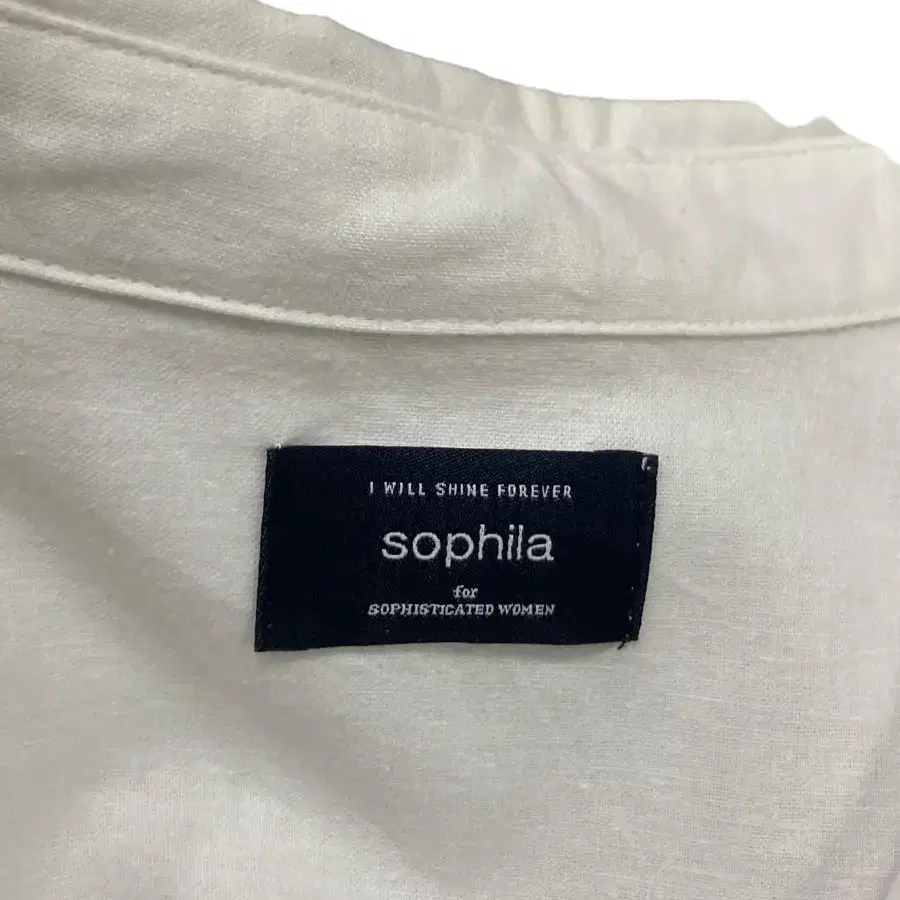 I WILL SHINE FOREVER
sophila
for
SOPHISTICATED WOMEN